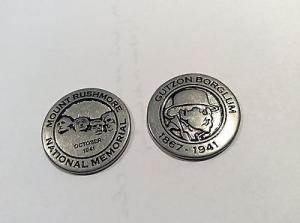 MOUNT RUSHMORE
OCTOBER
1941
NATIONAL MEMORIAL
GUTZON BORGLUM
1867 - 1941